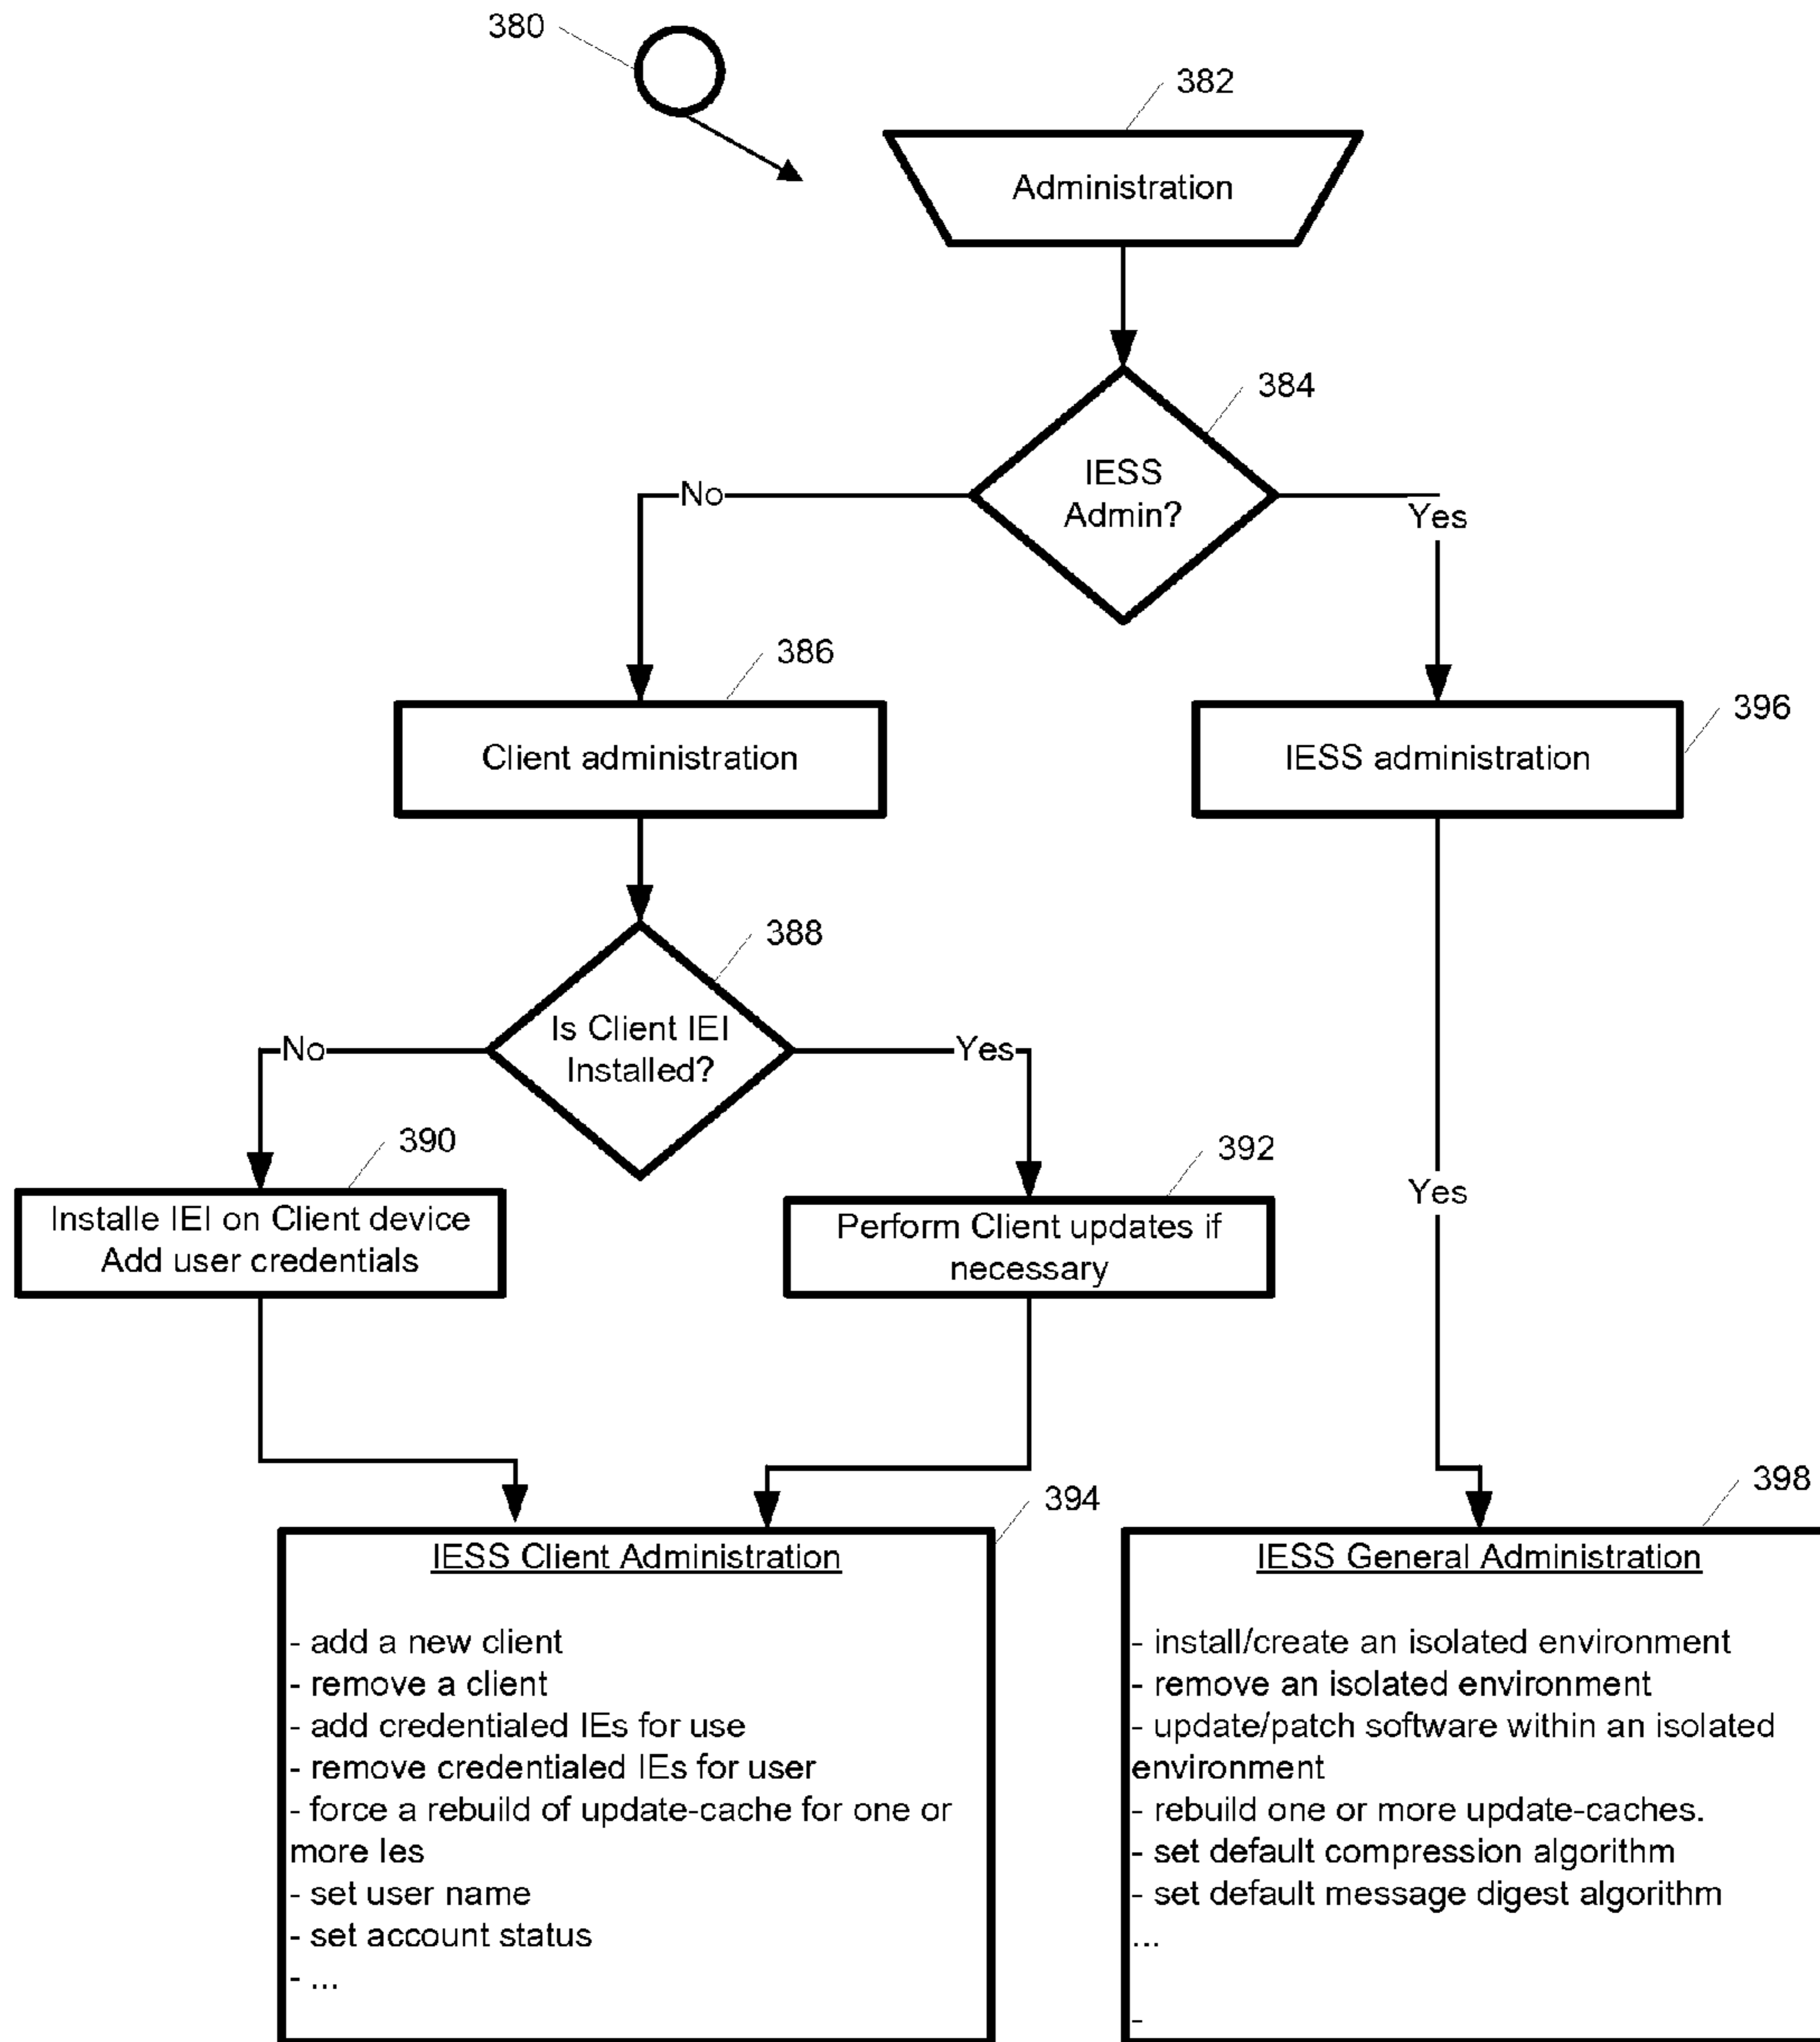 380
382
Administration
384
IESS
Admin?
No
Yes
386
396
Client administration
IESS administration
388
Is Client IEI
Installed?
No
Yes
390
392
Yes
Installe IEI on Client device
Add user credentials
Perform Client updates if
necessary
394
398
IESS Client Administration
- add a new client
- remove a client
- add credentialed IEs for use
- remove credentialed IEs for user
- force a rebuild of update-cache for one or
more Ies
- set user name
- set account status
- ...
IESS General Administration
- install/create an isolated environment
- remove an isolated environment
- update/patch software within an isolated
environment
- rebuild one or more update-caches.
- set default compression algorithm
- set default message digest algorithm
...
-